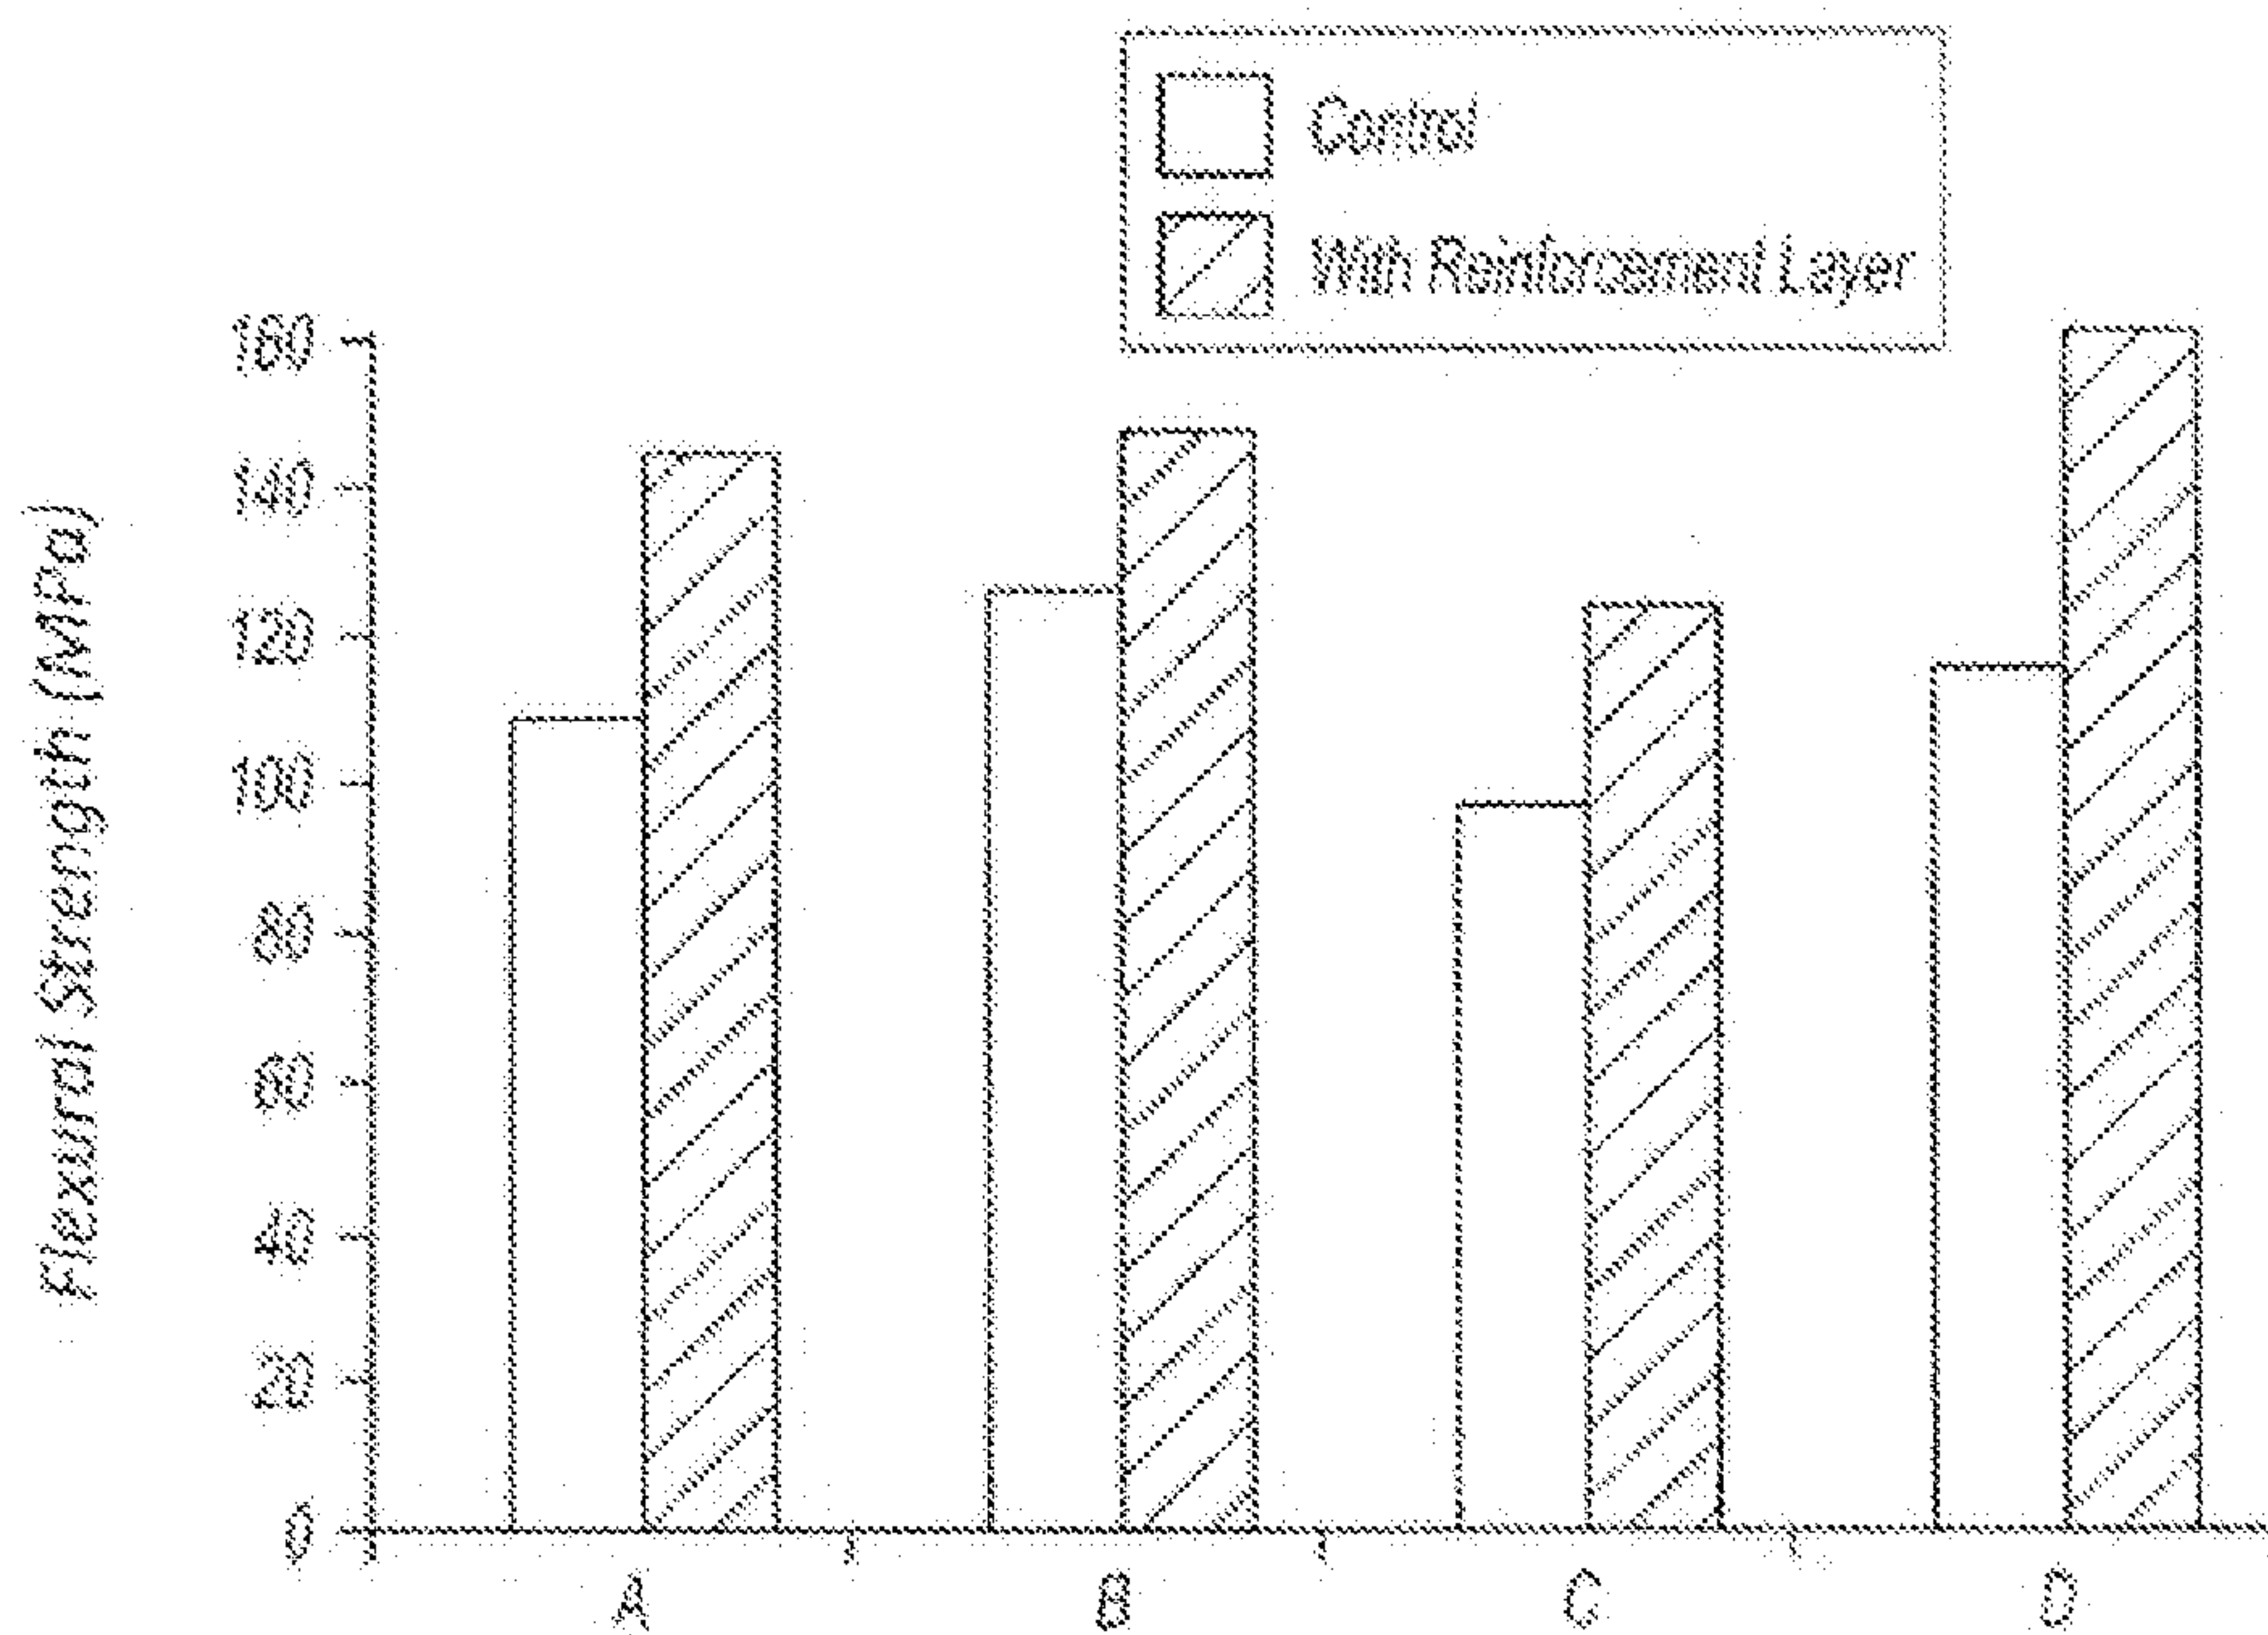 Control
With Reinforcement Layer
Flexural Strength (MPa)
160
140
120
100
80
60
40
20
0
A
B
C
D